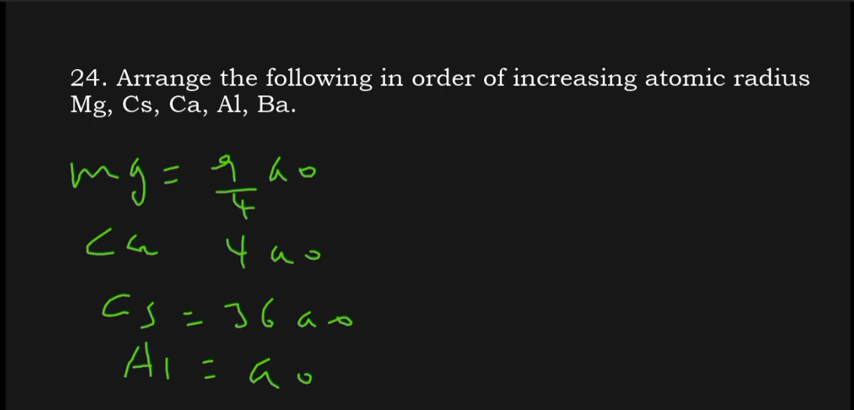 24. Arrange the following in order of increasing atomic radius
Mg, Cs, Ca, Al, Ba.
Mg = 9/4 a0
Ca 4 a0
Cs = 36 a0
Al = a0